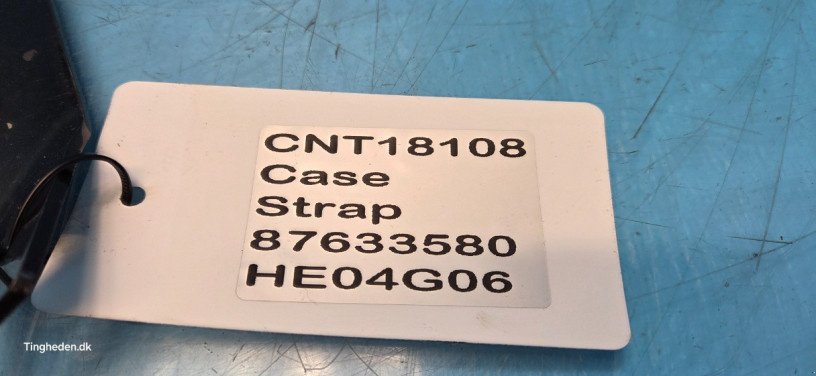 CNT18108
Case
Strap
87633580
HE04G06
Tingheden.dk